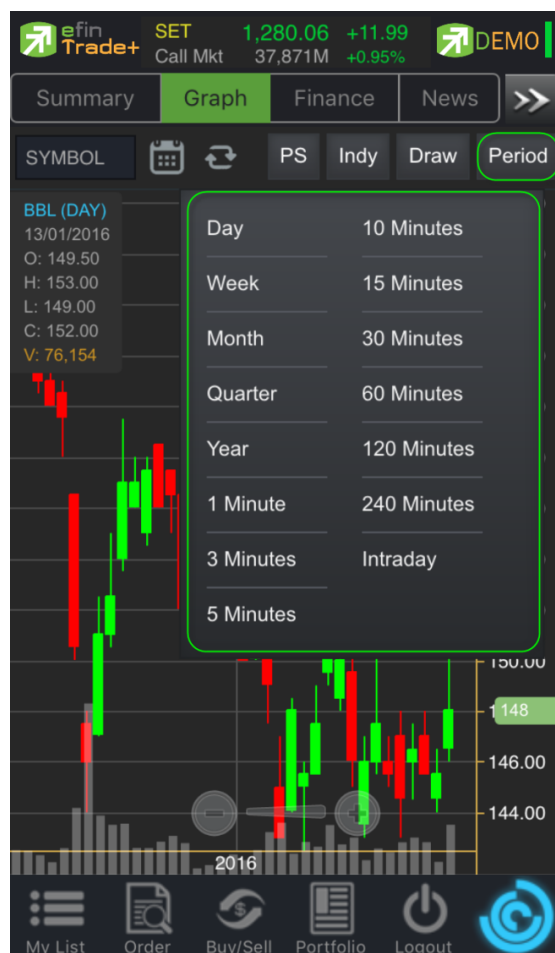 efin
Trade+
SET 1,280.06 +11.99
Call Mkt 37,871M +0.95%
DEMO
Summary Graph Finance News
SYMBOL PS Indy Draw Period
BBL (DAY)
13/01/2016
O: 149.50
H: 153.00
L: 149.00
C: 152.00
V: 76,154
Day 10 Minutes
Week 15 Minutes
Month 30 Minutes
Quarter 60 Minutes
Year 120 Minutes
1 Minute 240 Minutes
3 Minutes Intraday
5 Minutes
150.00
148
146.00
144.00
2016
My List Order Buy/Sell Portfolio Logout